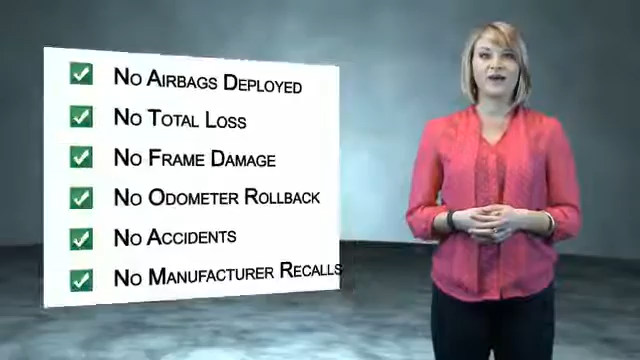 No Airbags Deployed
No Total Loss
No Frame Damage
No Odometer Rollback
No Accidents
No Manufacturer Recalls